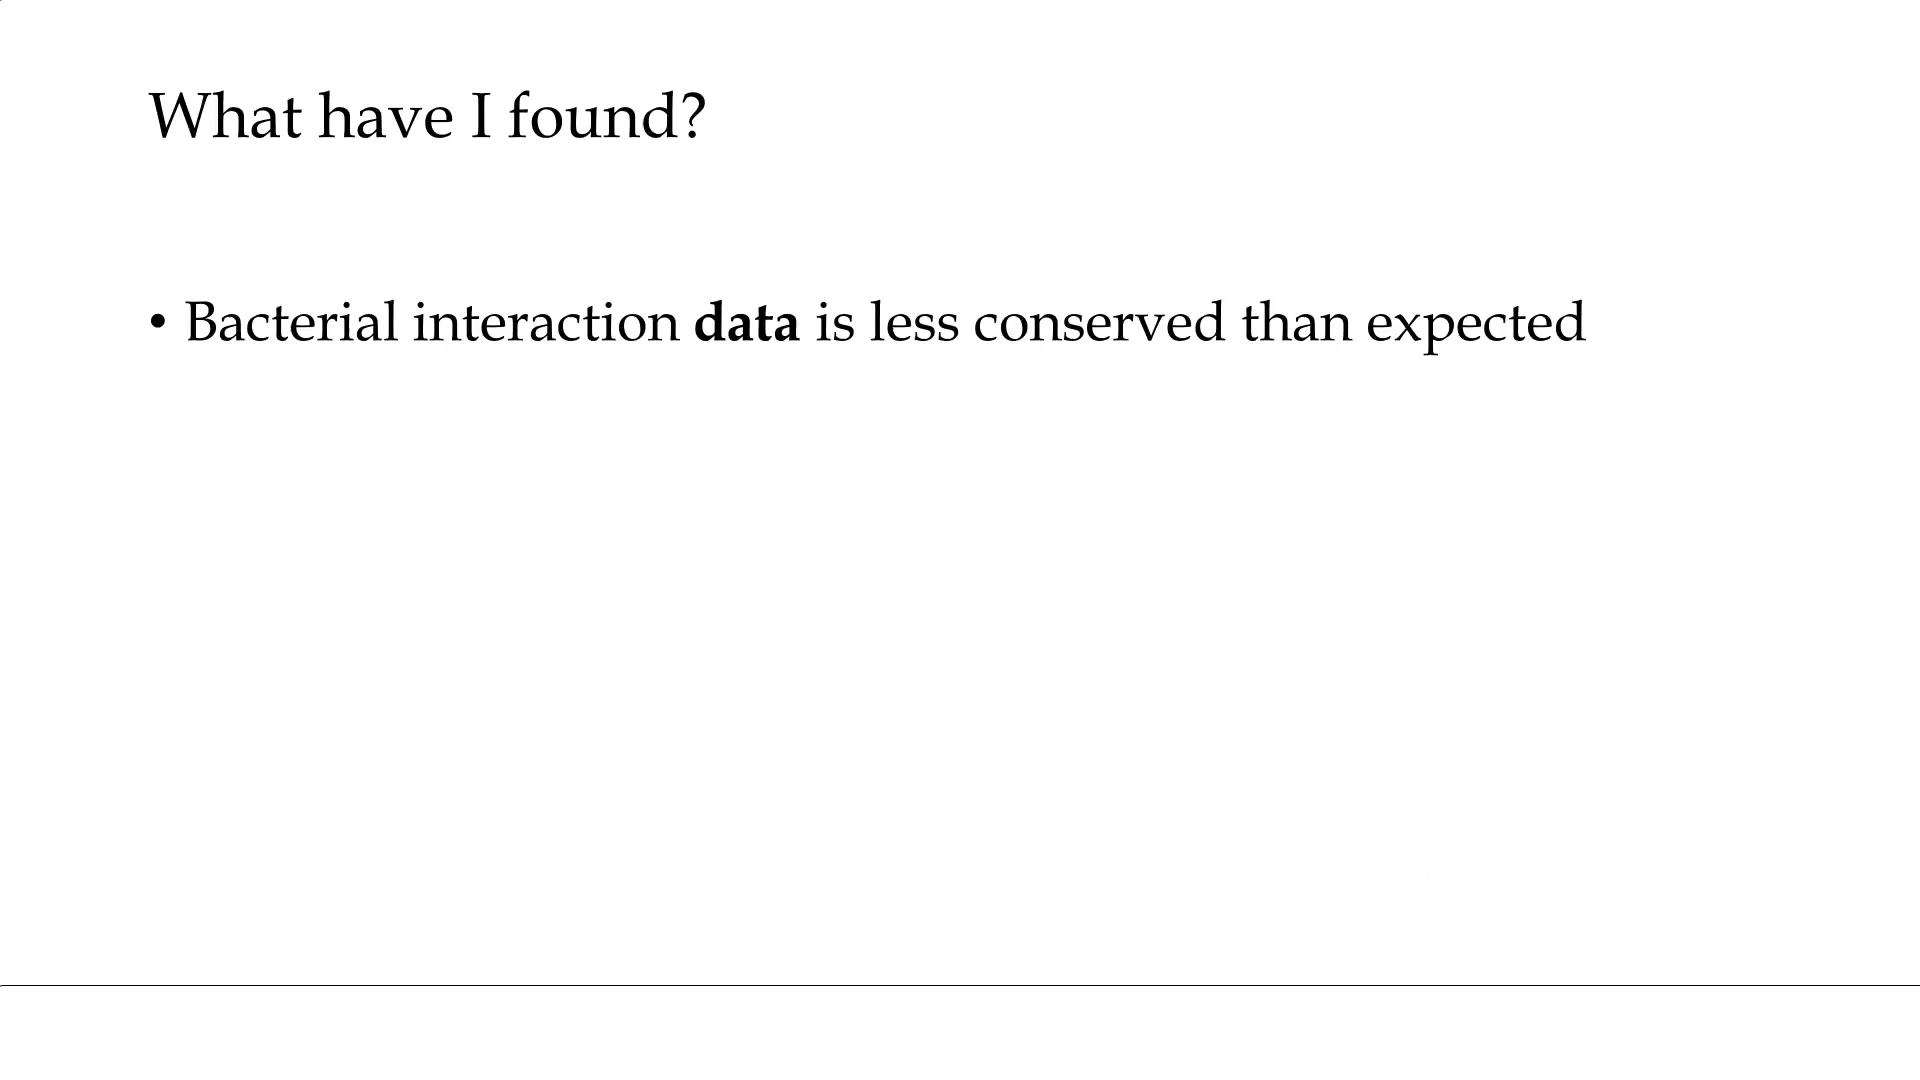 What have I found?
• Bacterial interaction data is less conserved than expected